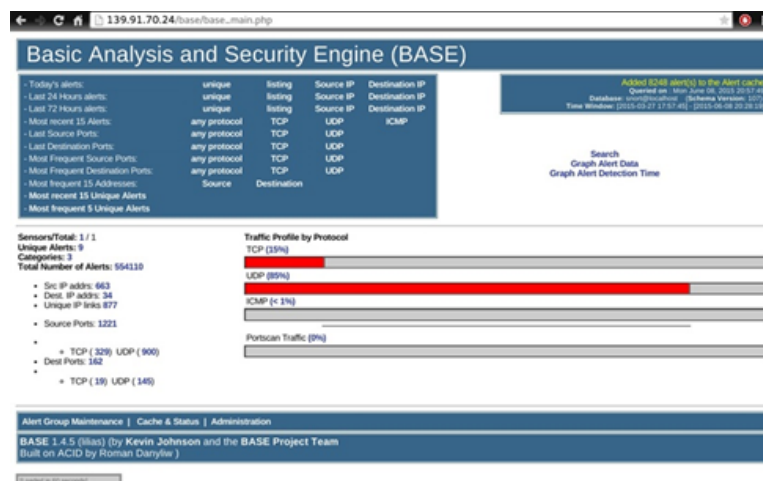 139.91.70.24/base/base_main.php
Basic Analysis and Security Engine (BASE)
- Today's alerts: unique listing Source IP Destination IP
- Last 24 Hours alerts: unique listing Source IP Destination IP
- Last 72 Hours alerts: unique listing Source IP Destination IP
- Most recent 15 Alerts: any protocol TCP UDP ICMP
- Last Source Ports: any protocol TCP UDP
- Last Destination Ports: any protocol TCP UDP
- Most Frequent Source Ports: any protocol TCP UDP
- Most Frequent Destination Ports: any protocol TCP UDP
- Most frequent 15 Addresses: Source Destination
- Most recent 15 Unique Alerts
- Most frequent 5 Unique Alerts
Added 8248 alert(s) to the Alert cache
Queried on : Mon June 08, 2015 20:57:
Database: snort@localhost (Schema Version: 107
Time Window: [2015-03-27 17:57:45] - [2015-06-08 20:28:
Search
Graph Alert Data
Graph Alert Detection Time
Sensors/Total: 1 / 1
Unique Alerts: 9
Categories: 3
Total Number of Alerts: 554110
Src IP addrs: 663
Dest. IP addrs: 34
Unique IP links 877
Source Ports: 1221
TCP ( 329) UDP ( 900)
Dest Ports: 162
TCP ( 19) UDP ( 145)
Traffic Profile by Protocol
TCP (15%)
UDP (85%)
ICMP (< 1%)
Portscan Traffic (0%)
Alert Group Maintenance | Cache & Status | Administration
BASE 1.4.5 (lilias) (by Kevin Johnson and the BASE Project Team
Built on ACID by Roman Danyliw )